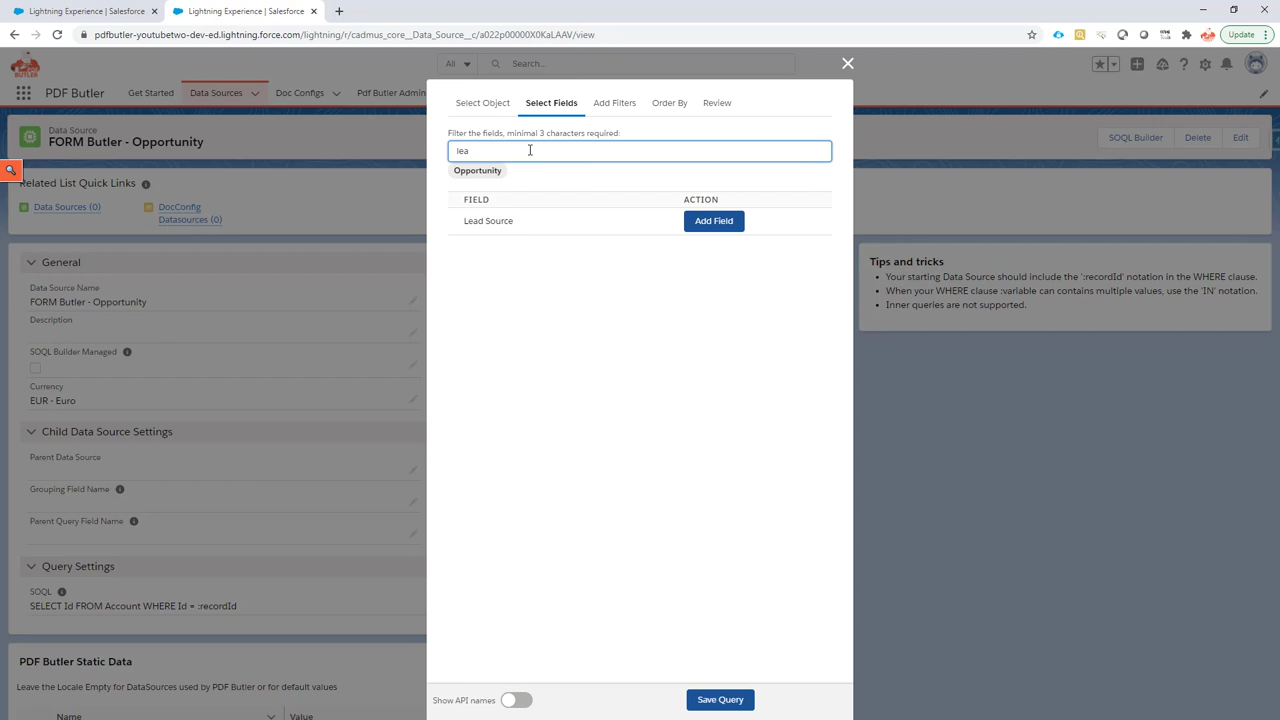 Lightning Experience | Salesforce
Lightning Experience | Salesforce
pdfbutler-youtubetwo-dev-ed.lightning.force.com/lightning/r/cadmus_core__Data_Source__c/a022p00000X0KaLAAV/view
Update
BUTLER
All
Search...
PDF Butler
Get Started
Data Sources
Doc Configs
Pdf Butler Admin
Data Source
FORM Butler - Opportunity
SOQL Builder
Delete
Edit
Related List Quick Links
Data Sources (0)
DocConfig
Datasources (0)
General
Data Source Name
FORM Butler - Opportunity
Description
SOQL Builder Managed
Currency
EUR - Euro
Child Data Source Settings
Parent Data Source
Grouping Field Name
Parent Query Field Name
Query Settings
SOQL
SELECT Id FROM Account WHERE Id = :recordId
PDF Butler Static Data
Leave the Locale Empty for DataSources used by PDF Butler or for default values
Name
Value
Select Object
Select Fields
Add Filters
Order By
Review
Filter the fields, minimal 3 characters required:
lea
Opportunity
FIELD
ACTION
Lead Source
Add Field
Show API names
Save Query
Tips and tricks
Your starting Data Source should include the ':recordId' notation in the WHERE clause.
When your WHERE clause :variable can contains multiple values, use the 'IN' notation.
Inner queries are not supported.